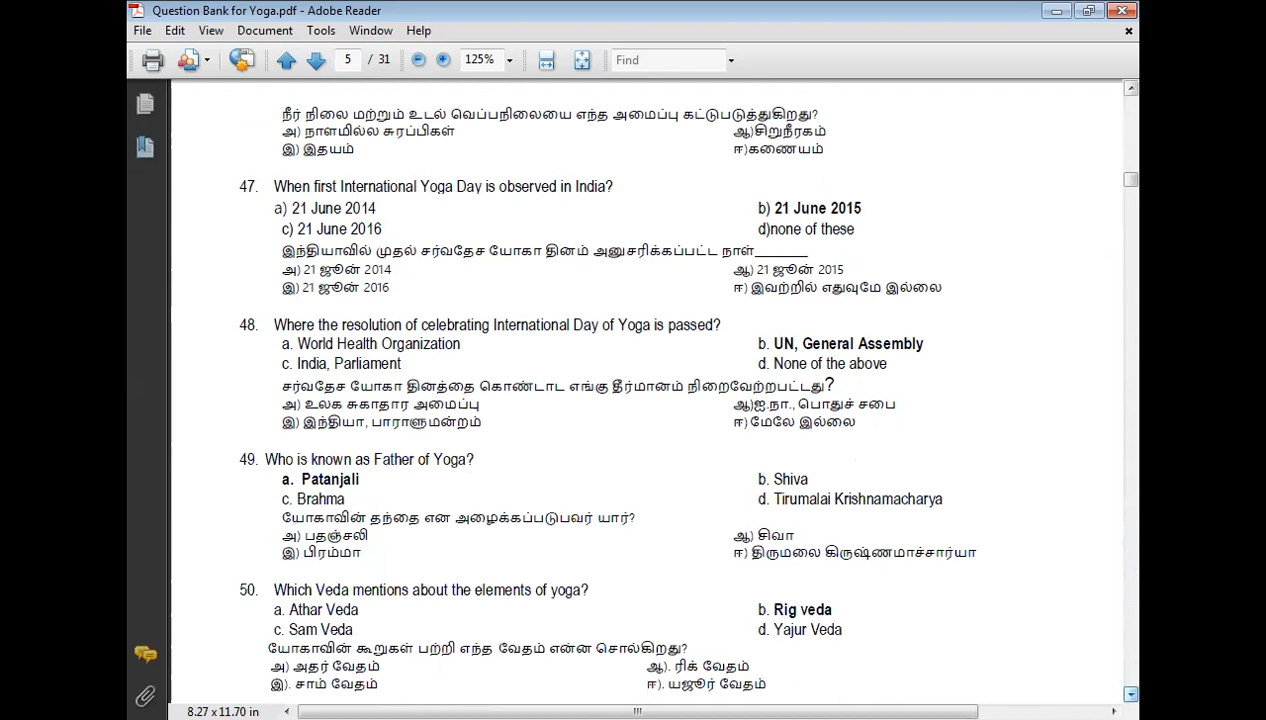 Question Bank for Yoga.pdf - Adobe Reader
File Edit View Document Tools Window Help
5 / 31 125% Find
நீர் நிலை மற்றும் உடல் வெப்பநிலையை எந்த அமைப்பு கட்டுபடுத்துகிறது?
அ) நாளமில்ல சுரப்பிகள் ஆ)சிறுநீரகம்
இ) இதயம் ஈ)கணையம்
47. When first International Yoga Day is observed in India?
a) 21 June 2014 b) 21 June 2015
c) 21 June 2016 d)none of these
இந்தியாவில் முதல் சர்வதேச யோகா தினம் அனுசரிக்கப்பட்ட நாள்_______
அ) 21 ஜூன் 2014 ஆ) 21 ஜூன் 2015
இ) 21 ஜூன் 2016 ஈ) இவற்றில் எதுவுமே இல்லை
48. Where the resolution of celebrating International Day of Yoga is passed?
a. World Health Organization b. UN, General Assembly
c. India, Parliament d. None of the above
சர்வதேச யோகா தினத்தை கொண்டாட எங்கு தீர்மானம் நிறைவேற்றபட்டது?
அ) உலக சுகாதார அமைப்பு ஆ)ஐ.நா., பொதுச் சபை
இ) இந்தியா, பாராளுமன்றம் ஈ) மேலே இல்லை
49. Who is known as Father of Yoga?
a. Patanjali b. Shiva
c. Brahma d. Tirumalai Krishnamacharya
யோகாவின் தந்தை என அழைக்கப்படுபவர் யார்?
அ) பதஞ்சலி ஆ) சிவா
இ) பிரம்மா ஈ) திருமலை கிருஷ்ணமாச்சார்யா
50. Which Veda mentions about the elements of yoga?
a. Athar Veda b. Rig veda
c. Sam Veda d. Yajur Veda
யோகாவின் கூறுகள் பற்றி எந்த வேதம் என்ன சொல்கிறது?
அ) அதர் வேதம் ஆ). ரிக் வேதம்
இ). சாம் வேதம் ஈ). யஜூர் வேதம்
8.27 x 11.70 in